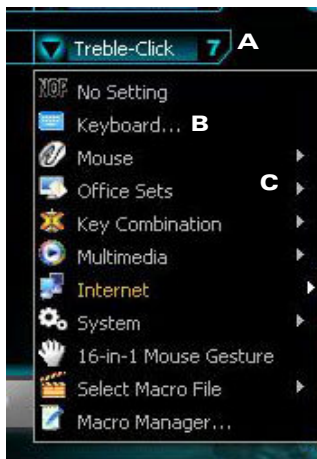 Treble-Click 7 A
NOP No Setting
Keyboard... B
Mouse
Office Sets C
Key Combination
Multimedia
Internet
System
16-in-1 Mouse Gesture
Select Macro File
Macro Manager...